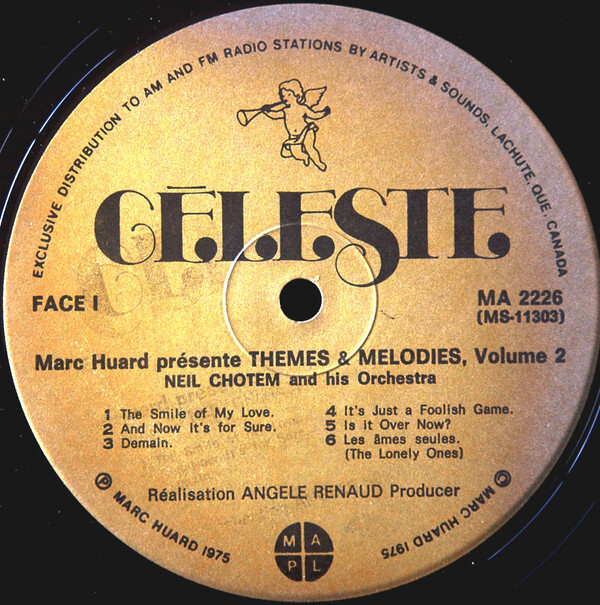 EXCLUSIVE DISTRIBUTION TO AM AND FM RADIO STATIONS BY ARTISTS & SOUNDS, LACHUTE, QUE. CANADA
CĒLESTE
FACE I
MA 2226
(MS-11303)
Marc Huard présente THEMES & MELODIES, Volume 2
NEIL CHOTEM and his Orchestra
1 The Smile of My Love.
2 And Now It's for Sure.
3 Demain.
4 It's Just a Foolish Game.
5 Is it Over Now?
6 Les âmes seules.
(The Lonely Ones)
Réalisation ANGELE RENAUD Producer
Ⓟ MARC HUARD 1975
© MARC HUARD 1975
M A
P L